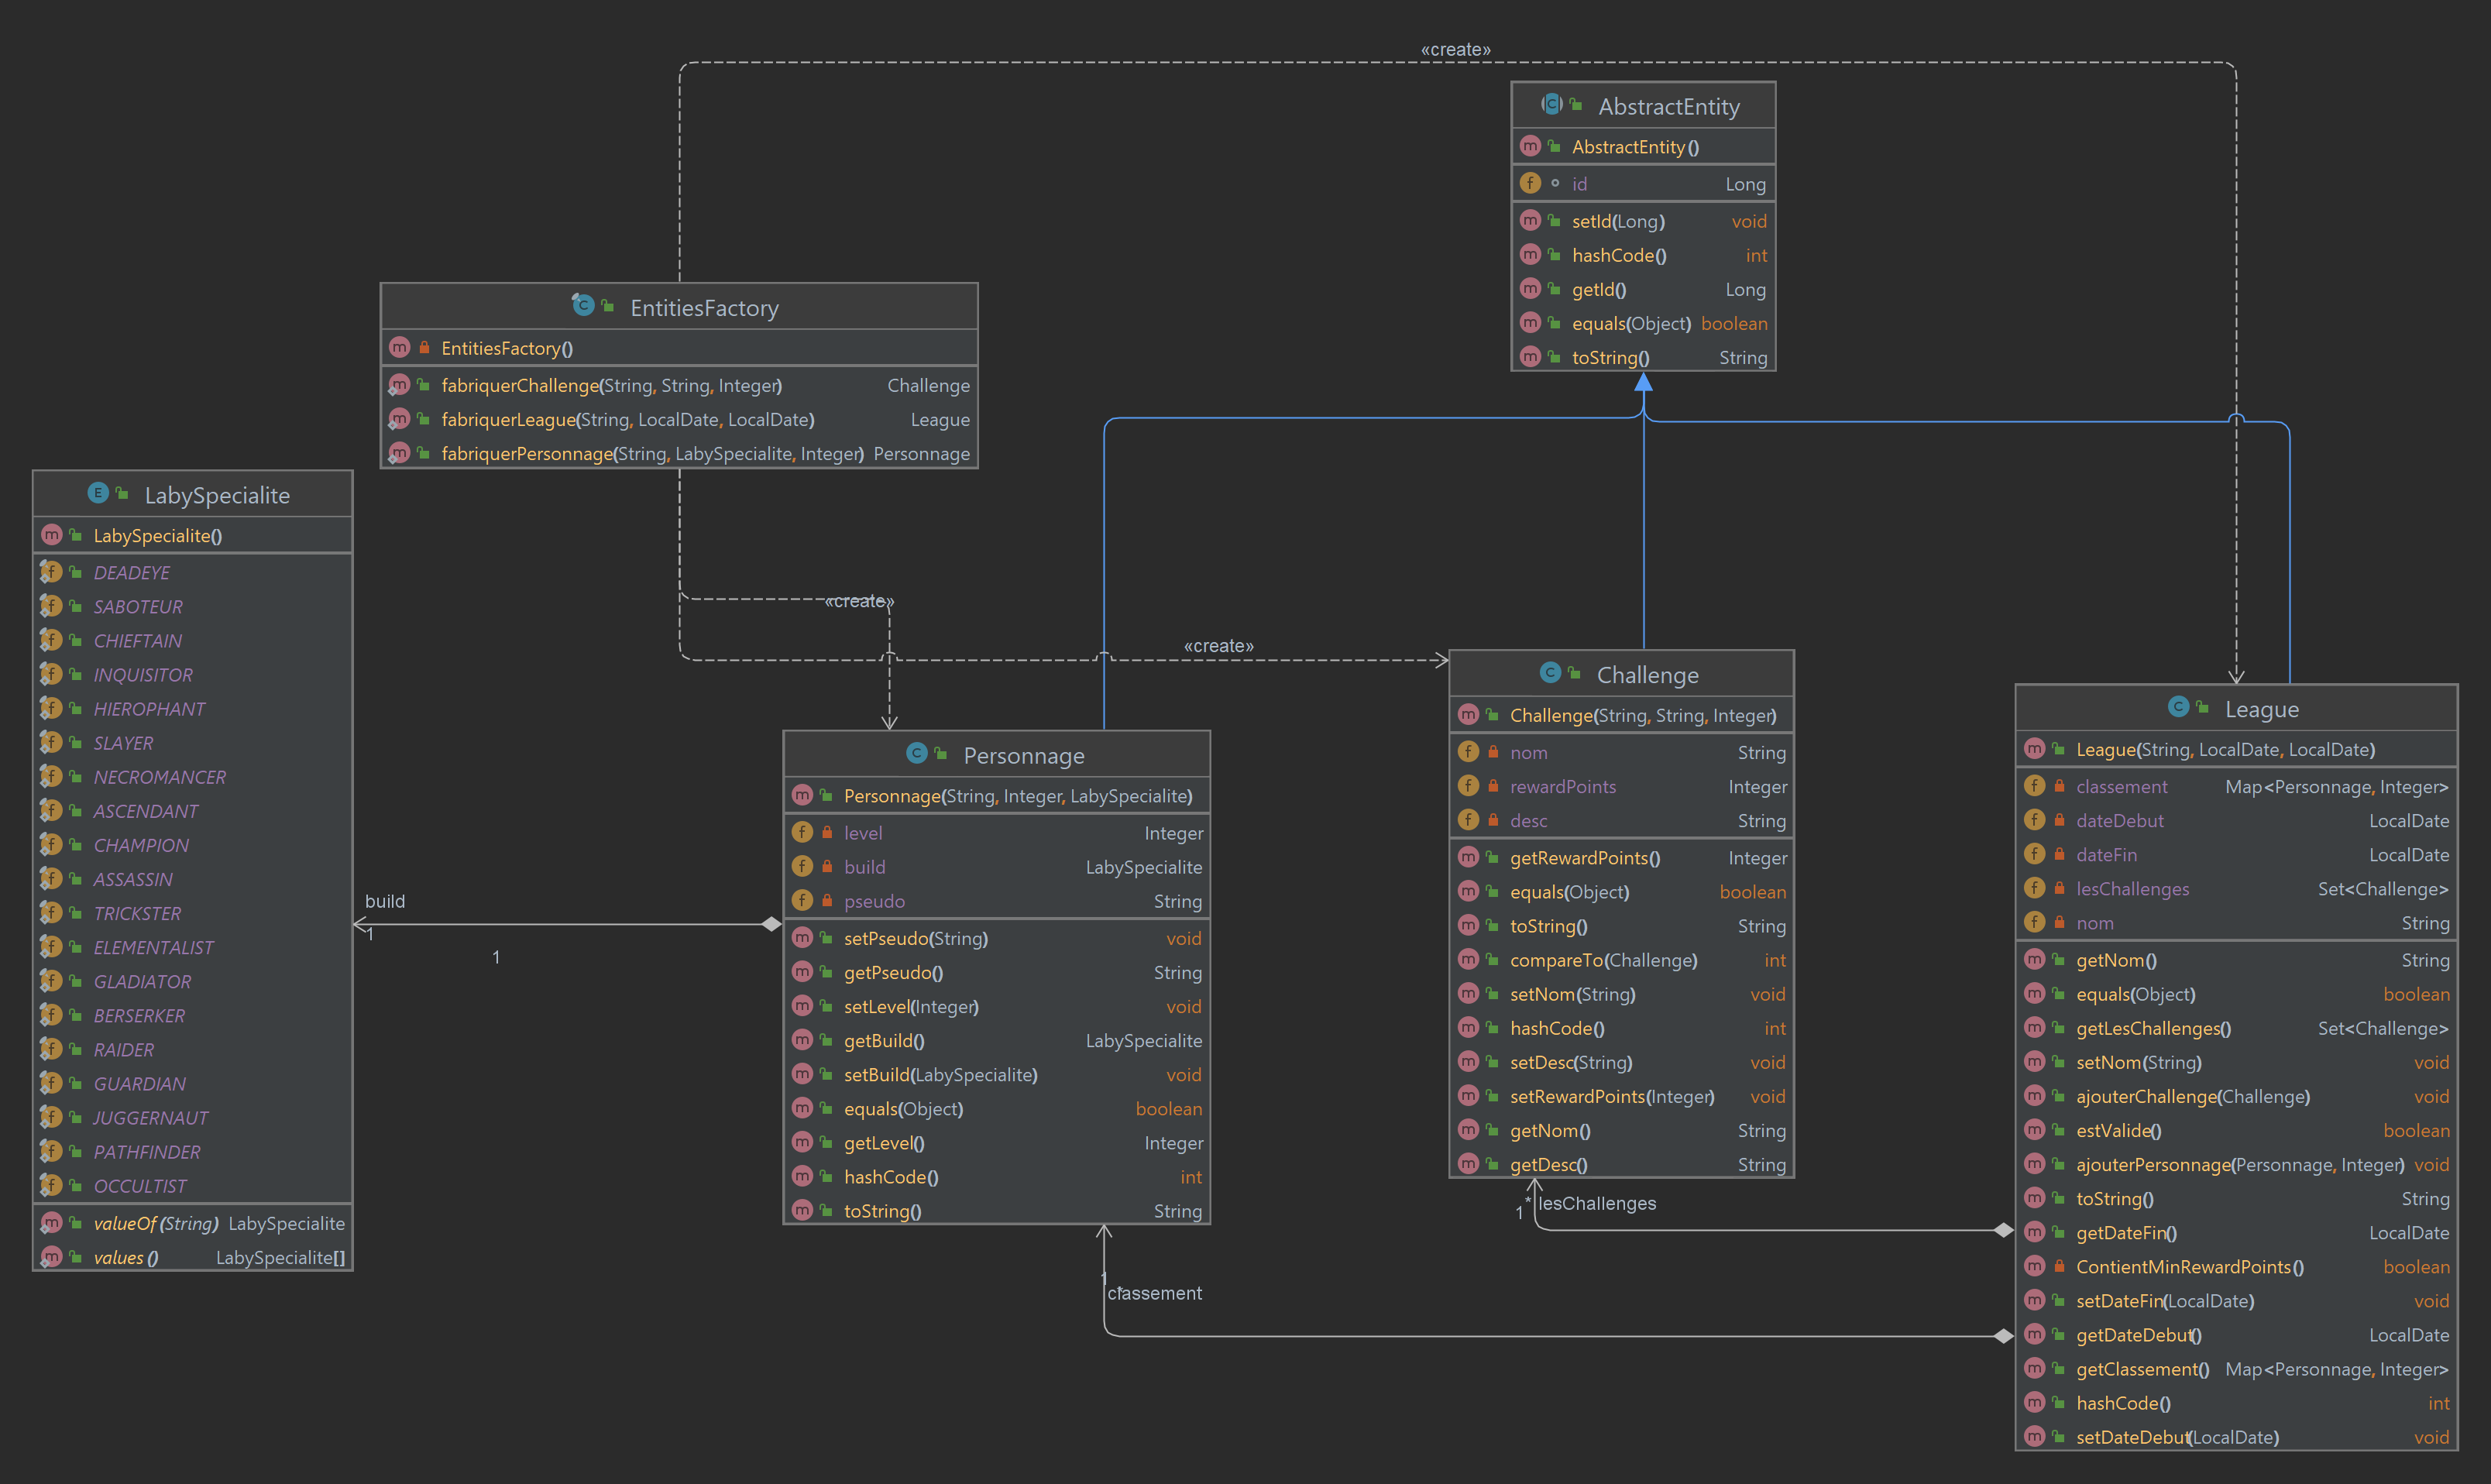 «create»
AbstractEntity
AbstractEntity()
id Long
setId(Long) void
hashCode() int
getId() Long
equals(Object) boolean
toString() String
EntitiesFactory
EntitiesFactory()
fabriquerChallenge(String, String, Integer) Challenge
fabriquerLeague(String, LocalDate, LocalDate) League
fabriquerPersonnage(String, LabySpecialite, Integer) Personnage
LabySpecialite
LabySpecialite()
DEADEYE
SABOTEUR
CHIEFTAIN
INQUISITOR
HIEROPHANT
SLAYER
NECROMANCER
ASCENDANT
CHAMPION
ASSASSIN
TRICKSTER
ELEMENTALIST
GLADIATOR
BERSERKER
RAIDER
GUARDIAN
JUGGERNAUT
PATHFINDER
OCCULTIST
valueOf(String) LabySpecialite
values() LabySpecialite[]
«create»
«create»
build
1
1
Personnage
Personnage(String, Integer, LabySpecialite)
level Integer
build LabySpecialite
pseudo String
setPseudo(String) void
getPseudo() String
setLevel(Integer) void
getBuild() LabySpecialite
setBuild(LabySpecialite) void
equals(Object) boolean
getLevel() Integer
hashCode() int
toString() String
Challenge
Challenge(String, String, Integer)
nom String
rewardPoints Integer
desc String
getRewardPoints() Integer
equals(Object) boolean
toString() String
compareTo(Challenge) int
setNom(String) void
hashCode() int
setDesc(String) void
setRewardPoints(Integer) void
getNom() String
getDesc() String
* lesChallenges
1
1
*
classement
League
League(String, LocalDate, LocalDate)
classement Map<Personnage, Integer>
dateDebut LocalDate
dateFin LocalDate
lesChallenges Set<Challenge>
nom String
getNom() String
equals(Object) boolean
getLesChallenges() Set<Challenge>
setNom(String) void
ajouterChallenge(Challenge) void
estValide() boolean
ajouterPersonnage(Personnage, Integer) void
toString() String
getDateFin() LocalDate
ContientMinRewardPoints() boolean
setDateFin(LocalDate) void
getDateDebut() LocalDate
getClassement() Map<Personnage, Integer>
hashCode() int
setDateDebut(LocalDate) void